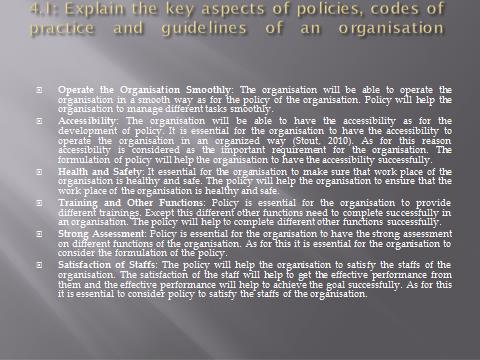 4.1: Explain the key aspects of policies, codes of
practice and guidelines of an organisation
Operate the Organisation Smoothly: The organisation will be able to operate the
organisation in a smooth way as for the policy of the organisation. Policy will help the
organisation to manage different tasks smoothly.
Accessibility: The organisation will be able to have the accessibility as for the
development of policy. It is essential for the organisation to have the accessibility to
operate the organisation in an organized way (Stout, 2010). As for this reason
accessibility is considered as the important requirement for the organisation. The
formulation of policy will help the organisation to have the accessibility successfully.
Health and Safety: It essential for the organisation to make sure that work place of the
organisation is healthy and safe. The policy will help the organisation to ensure that the
work place of the organisation is healthy and safe.
Training and Other Functions: Policy is essential for the organisation to provide
different trainings. Except this different other functions need to complete successfully in
an organisation. The policy will help to complete different other functions successfully.
Strong Assessment: Policy is essential for the organisation to have the strong assessment
on different functions of the organisation. As for this it is essential for the organisation to
consider the formulation of the policy.
Satisfaction of Staffs: The policy will help the organisation to satisfy the staffs of the
organisation. The satisfaction of the staff will help to get the effective performance from
them and the effective performance will help to achieve the goal successfully. As for this
it is essential to consider policy to satisfy the staffs of the organisation.